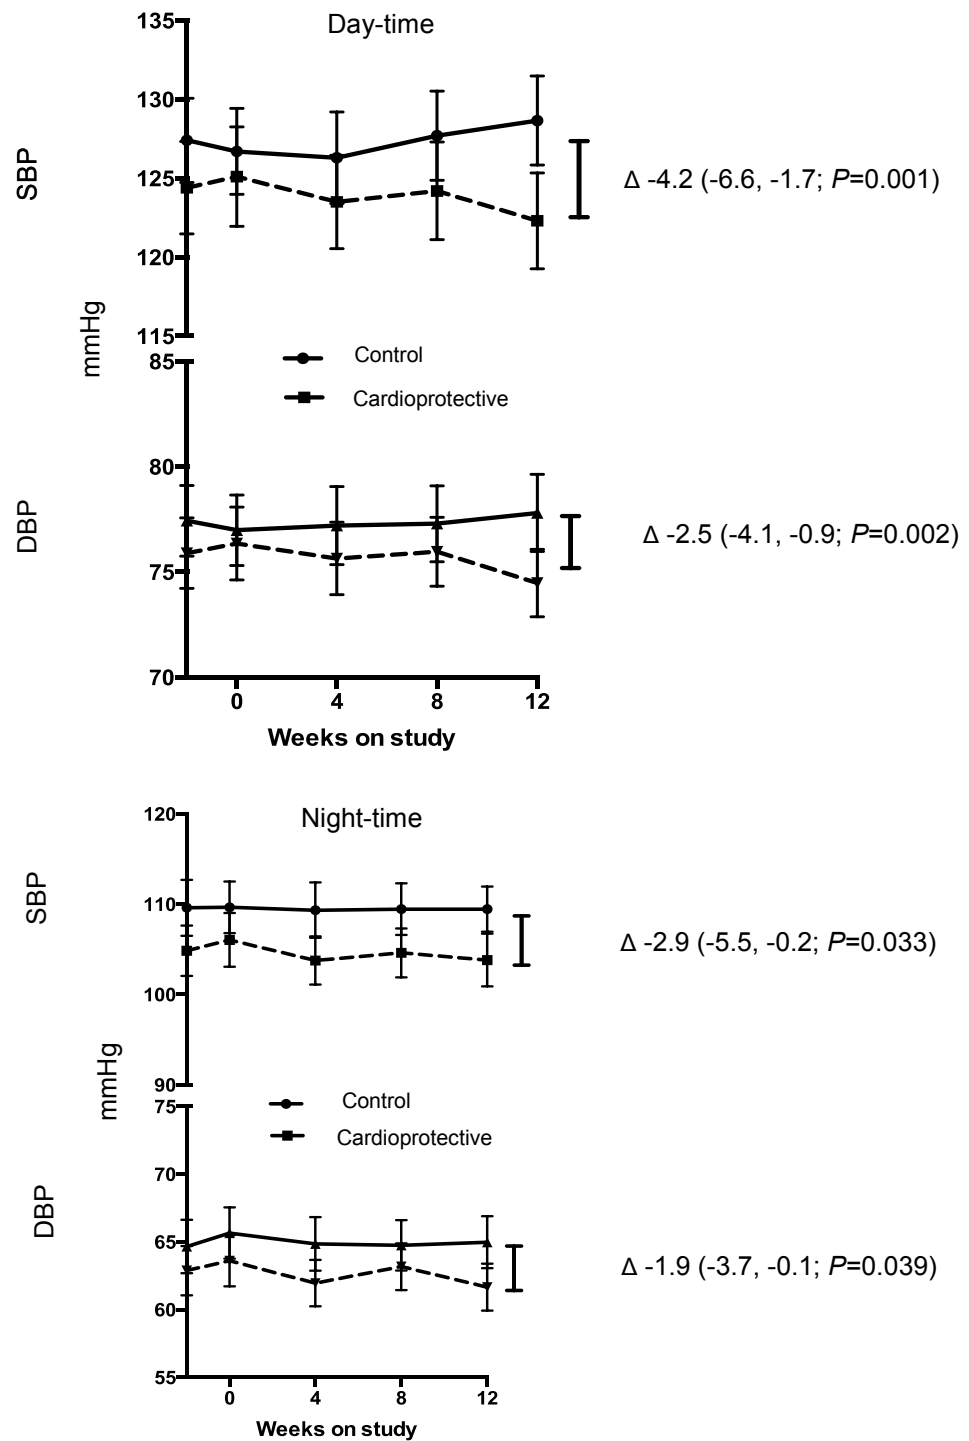 Day-time
135
130
125
120
115
SBP
Δ -4.2 (-6.6, -1.7; P=0.001)
mmHg
Control
Cardioprotective
85
80
75
70
DBP
Δ -2.5 (-4.1, -0.9; P=0.002)
0 4 8 12
Weeks on study
Night-time
120
110
100
90
SBP
Δ -2.9 (-5.5, -0.2; P=0.033)
mmHg
Control
Cardioprotective
75
70
65
60
55
DBP
Δ -1.9 (-3.7, -0.1; P=0.039)
0 4 8 12
Weeks on study